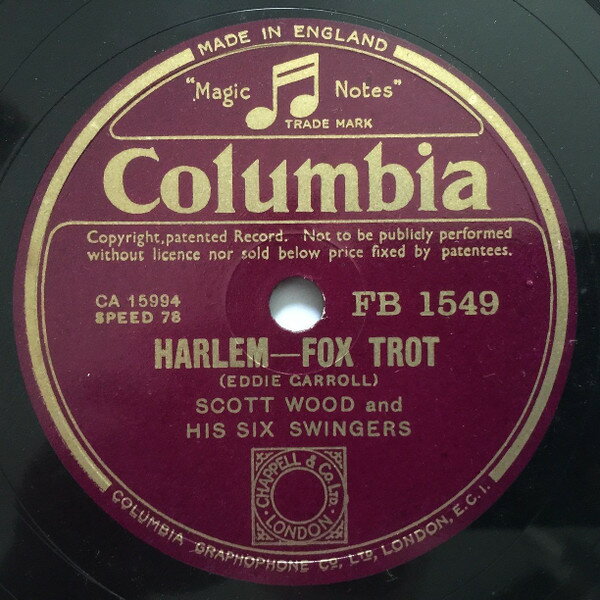 MADE IN ENGLAND
"Magic Notes"
TRADE MARK
Columbia
Copyright, patented Record. Not to be publicly performed
without licence nor sold below price fixed by patentees.
CA 15994
SPEED 78
FB 1549
HARLEM—FOX TROT
(EDDIE CARROLL)
SCOTT WOOD and
HIS SIX SWINGERS
CHAPPELL & Co. LTD.
LONDON
COLUMBIA GRAPHOPHONE Co, LTD, LONDON, E.C.1.